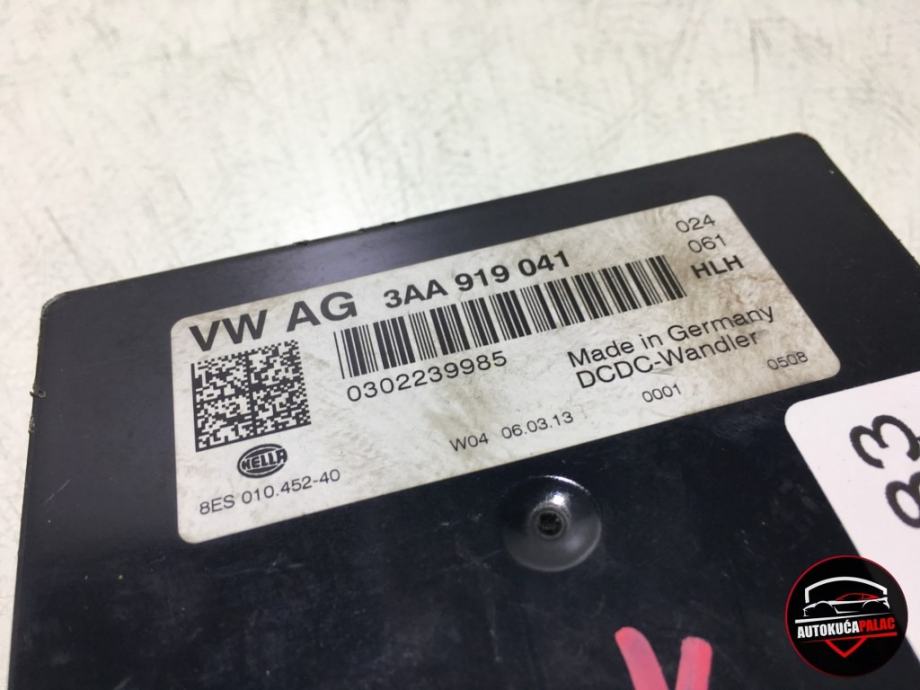 024
061
HLH
VW AG 3AA 919 041
0302239985
Made in Germany
DCDC-Wandler
W04 06.03.13 0001 0508
HELLA
8ES 010.452-40
83
AUTOKUĆAPALAC